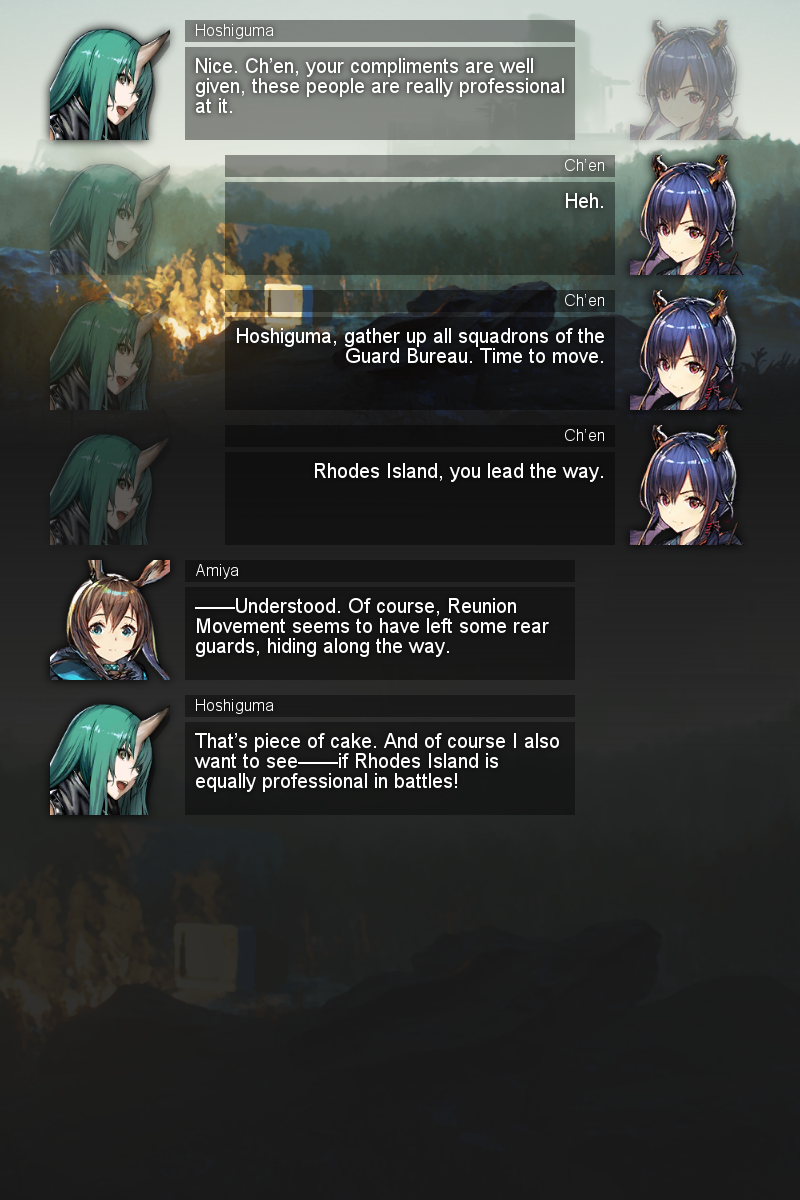 Hoshiguma
Nice. Ch’en, your compliments are well
given, these people are really professional
at it.
Ch’en
Heh.
Ch’en
Hoshiguma, gather up all squadrons of the
Guard Bureau. Time to move.
Ch’en
Rhodes Island, you lead the way.
Amiya
——Understood. Of course, Reunion
Movement seems to have left some rear
guards, hiding along the way.
Hoshiguma
That’s piece of cake. And of course I also
want to see——if Rhodes Island is
equally professional in battles!